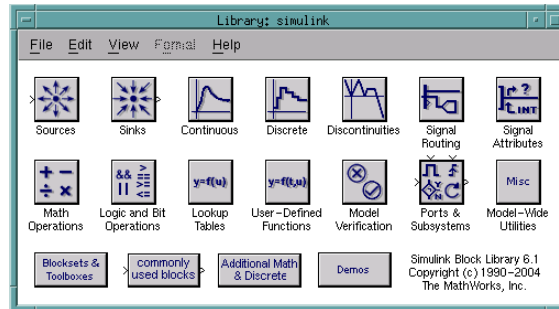 Library: simulink
File Edit View Format Help
Sources Sinks Continuous Discrete Discontinuities Signal Routing Signal Attributes
+ − ÷ × && || >= == <= y=f(u) y=f(t,u) Misc
Math Operations Logic and Bit Operations Lookup Tables User-Defined Functions Model Verification Ports & Subsystems Model-Wide Utilities
Blocksets & Toolboxes
commonly used blocks
Additional Math & Discrete
Demos
Simulink Block Library 6.1
Copyright (c) 1990-2004
The MathWorks, Inc.